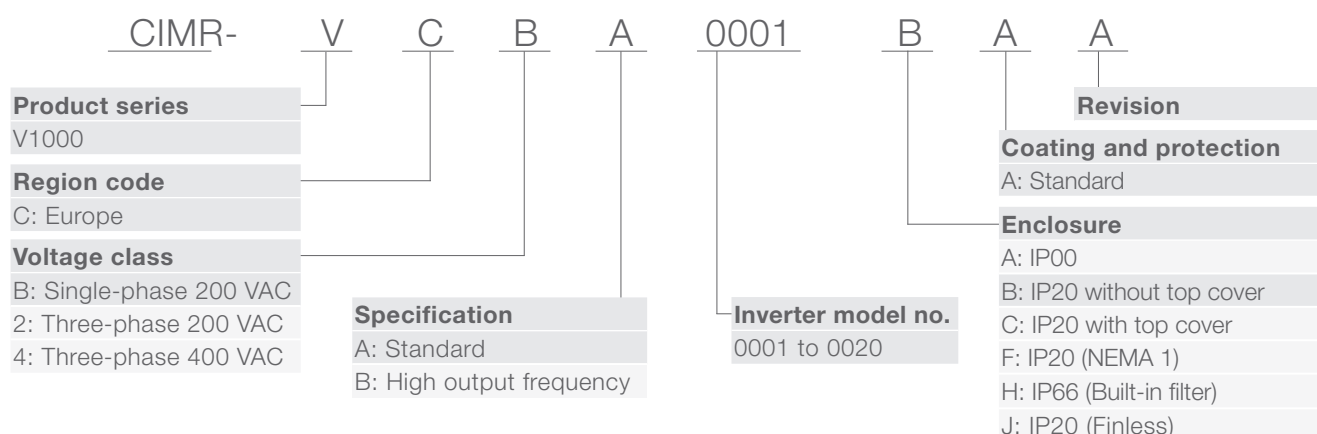 CIMR- V C B A 0001 B A A
Product series
V1000
Region code
C: Europe
Voltage class
B: Single-phase 200 VAC
2: Three-phase 200 VAC
4: Three-phase 400 VAC
Specification
A: Standard
B: High output frequency
Inverter model no.
0001 to 0020
Revision
Coating and protection
A: Standard
Enclosure
A: IP00
B: IP20 without top cover
C: IP20 with top cover
F: IP20 (NEMA 1)
H: IP66 (Built-in filter)
J: IP20 (Finless)